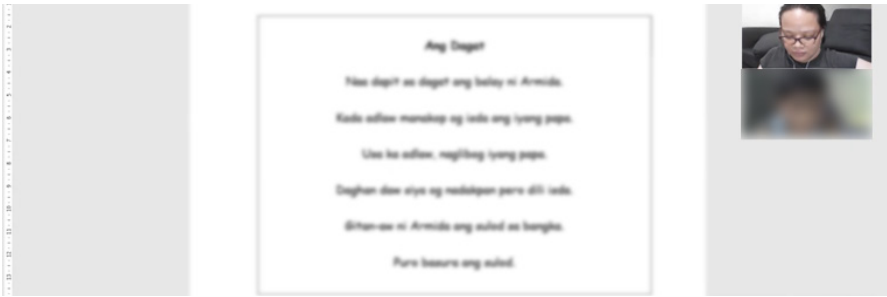 Ang Dagat
Naa dapit sa dagat ang balay ni Armida.
Kada adlaw manakop og isda ang iyang papa.
Usa ka adlaw, naglibog iyang papa.
Daghan daw siya og nadakpan pero dili isda.
Gitan-aw ni Armida ang sulod sa bangka.
Puro basura ang sulod.